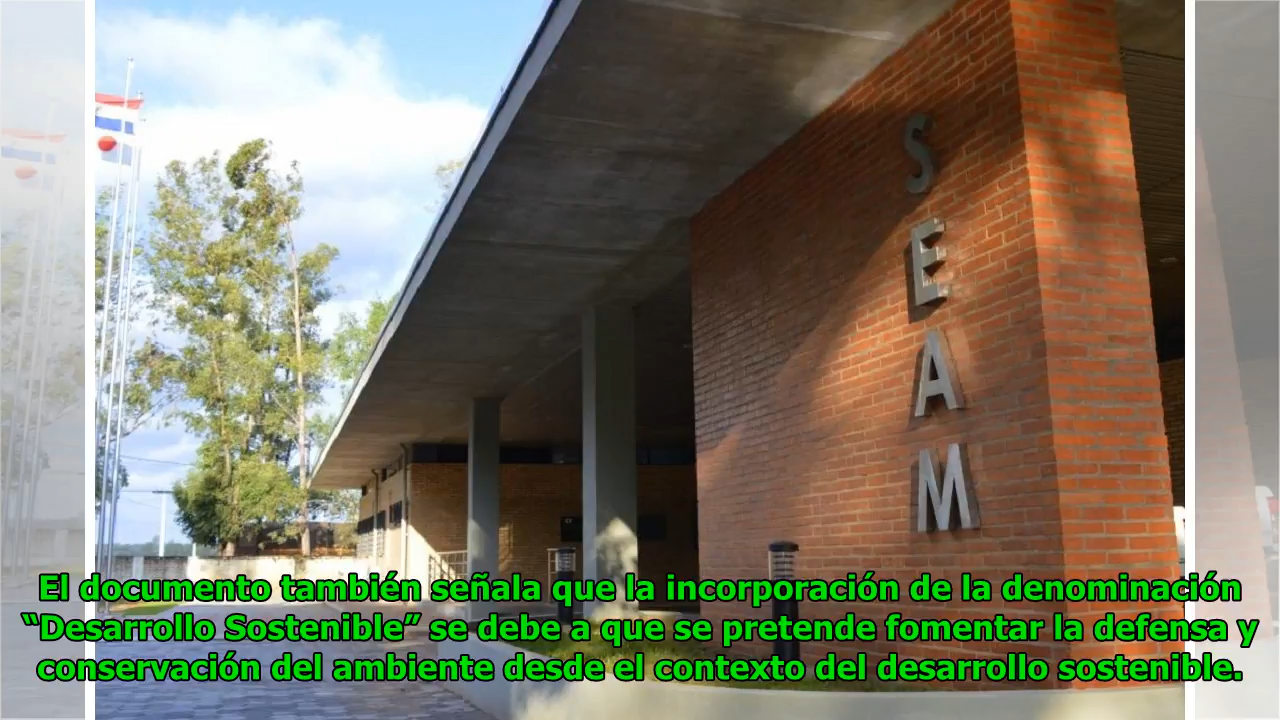 S
E
A
M
El documento también señala que la incorporación de la denominación
“Desarrollo Sostenible” se debe a que se pretende fomentar la defensa y
conservación del ambiente desde el contexto del desarrollo sostenible.